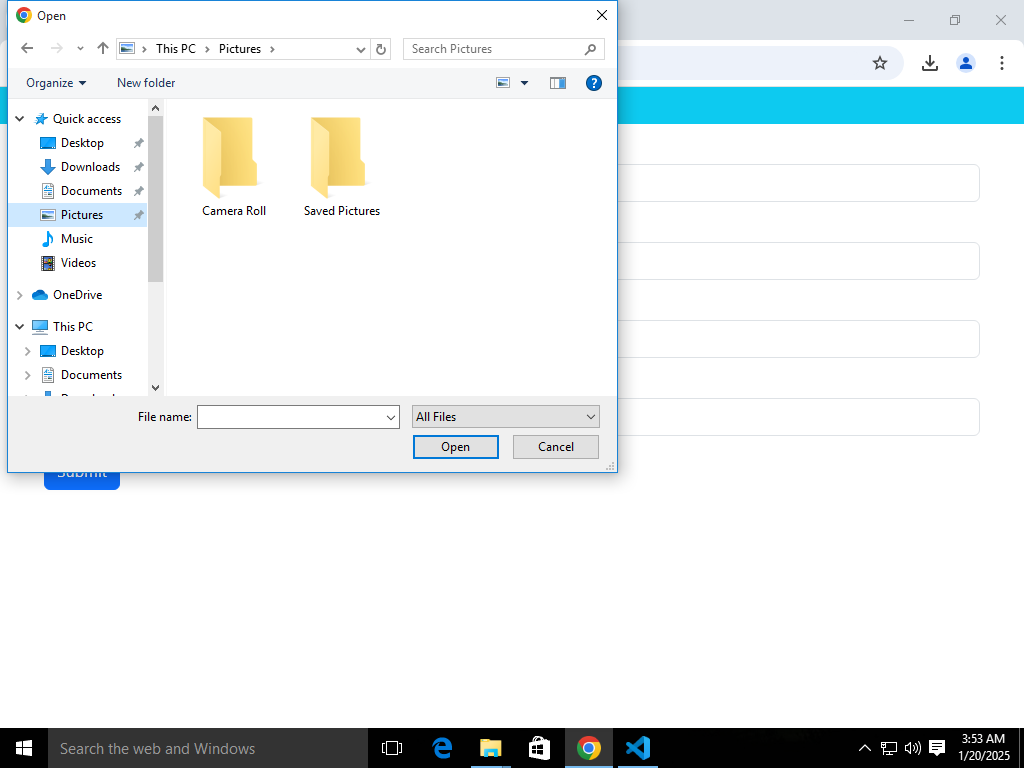 Open
This PC
Pictures
Search Pictures
Organize
New folder
Quick access
Desktop
Downloads
Documents
Pictures
Music
Videos
OneDrive
This PC
Desktop
Documents
Camera Roll
Saved Pictures
File name:
All Files
Open
Cancel
Submit
Search the web and Windows
3:53 AM
1/20/2025